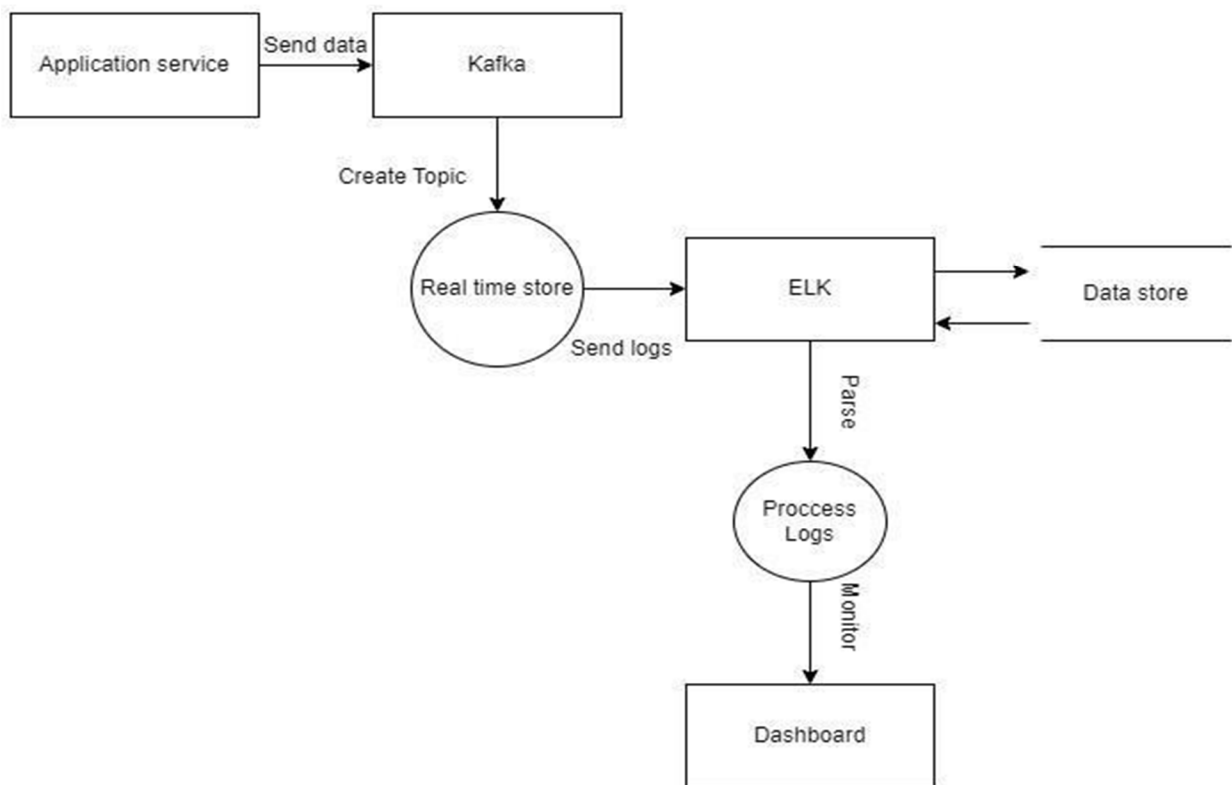 Application service
Send data
Kafka
Create Topic
Real time store
Send logs
ELK
Data store
Parse
Proccess
Logs
Monitor
Dashboard